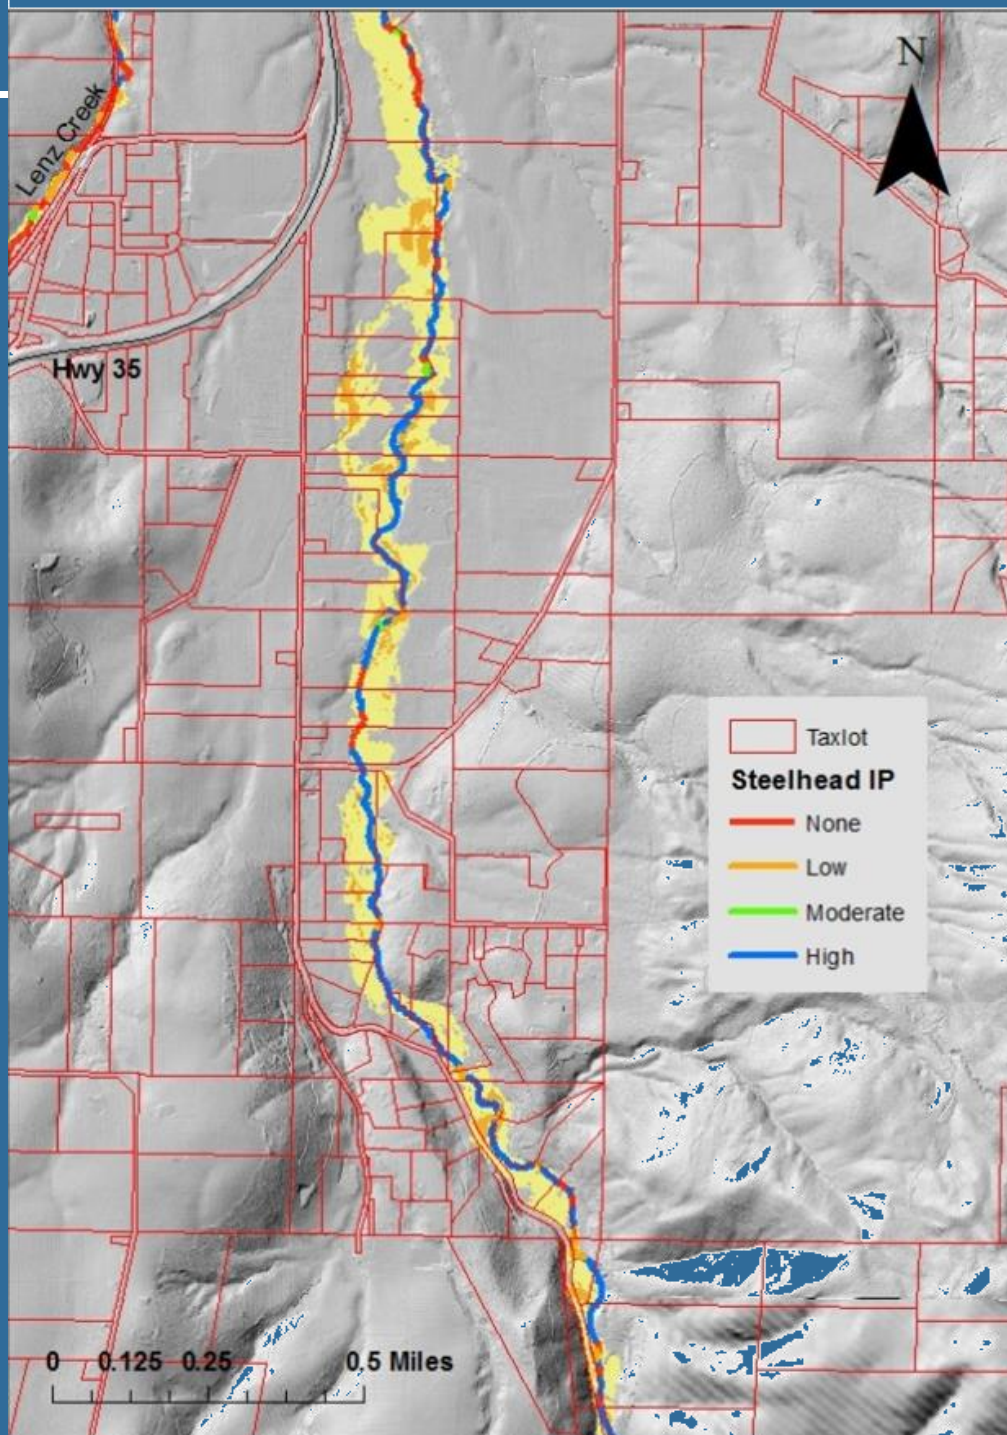 N
Lenz Creek
Hwy 35
Taxlot
Steelhead IP
None
Low
Moderate
High
0 0.125 0.25 0.5 Miles